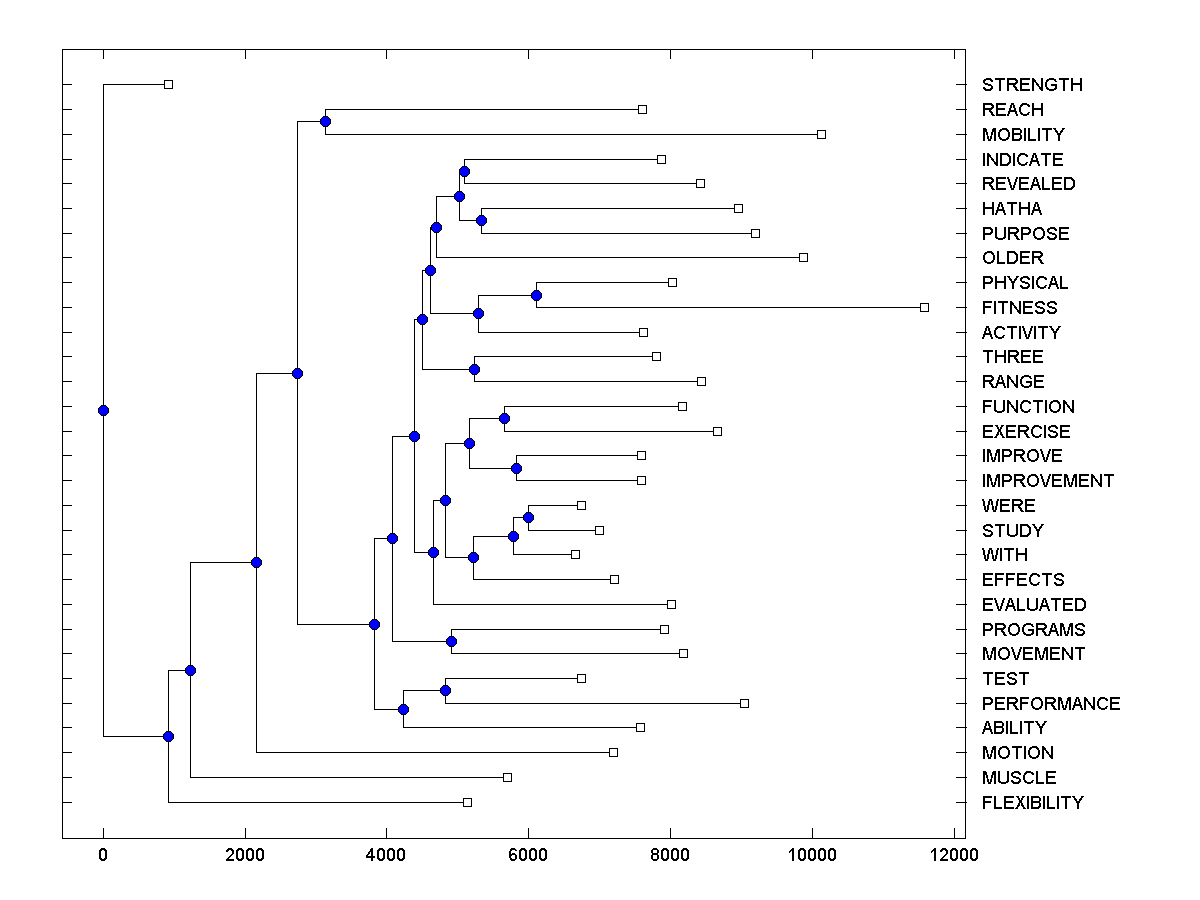 STRENGTH
REACH
MOBILITY
INDICATE
REVEALED
HATHA
PURPOSE
OLDER
PHYSICAL
FITNESS
ACTIVITY
THREE
RANGE
FUNCTION
EXERCISE
IMPROVE
IMPROVEMENT
WERE
STUDY
WITH
EFFECTS
EVALUATED
PROGRAMS
MOVEMENT
TEST
PERFORMANCE
ABILITY
MOTION
MUSCLE
FLEXIBILITY
0 2000 4000 6000 8000 10000 12000